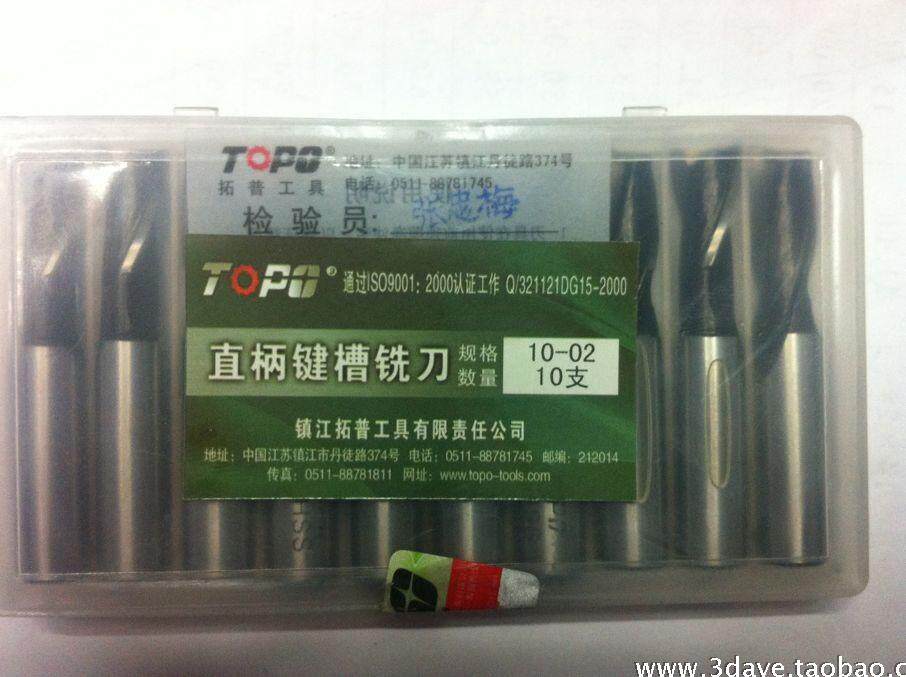 TOPO®
拓普工具
地址：中国江苏镇江丹徒路374号
电话：0511-88781745
检验员：张忠梅
TOPO®
通过ISO9001：2000认证工作 Q/321121DG15-2000
直柄键槽铣刀
规格 10-02
数量 10支
镇江拓普工具有限责任公司
地址：中国江苏镇江市丹徒路374号 电话：0511-88781745 邮编：212014
传真：0511-88781811 网址：www.topo-tools.com
HSS
www.3dave.taobao.c